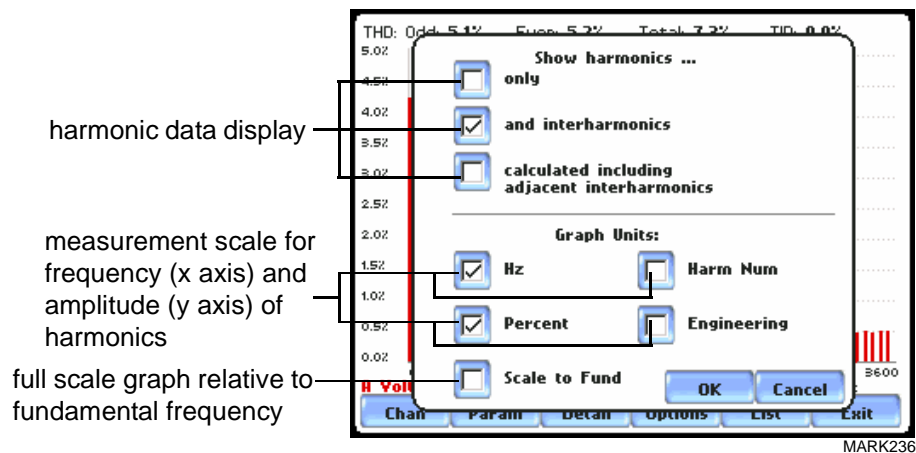 THD: Odd: 5.1% Even: 5.2% Total: 7.3% TID: 0.0%
5.0%
Show harmonics ...
only
4.5%
4.0%
harmonic data display
and interharmonics
3.5%
3.0%
calculated including
adjacent interharmonics
2.5%
2.0%
Graph Units:
measurement scale for
frequency (x axis) and
amplitude (y axis) of
harmonics
1.5%
Hz
Harm Num
1.0%
0.5%
Percent
Engineering
0.0%
3600
full scale graph relative to
fundamental frequency
A Vol
Scale to Fund
OK
Cancel
Chan
Param
Detail
Options
List
Exit
MARK236